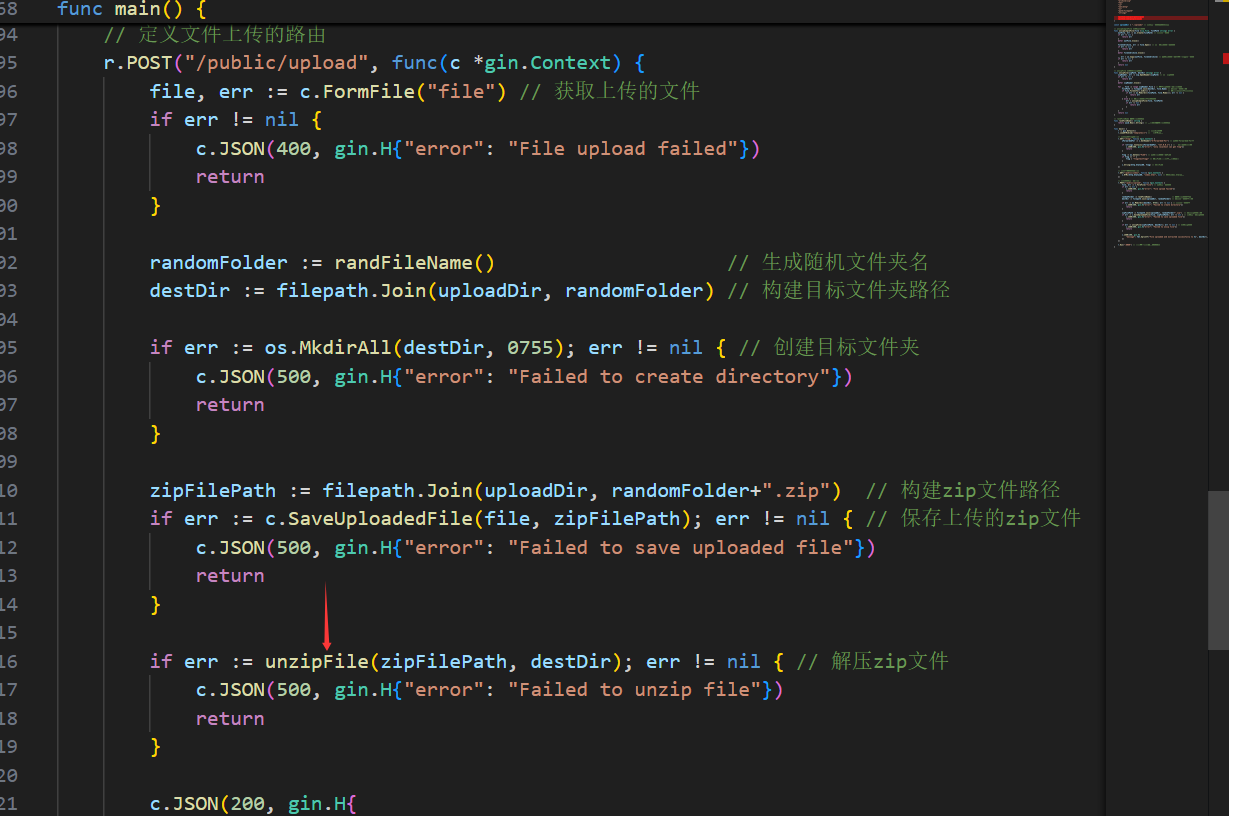 68 func main() {
94 // 定义文件上传的路由
95 r.POST("/public/upload", func(c *gin.Context) {
96 file, err := c.FormFile("file") // 获取上传的文件
97 if err != nil {
98 c.JSON(400, gin.H{"error": "File upload failed"})
99 return
00 }
01
02 randomFolder := randFileName() // 生成随机文件夹名
03 destDir := filepath.Join(uploadDir, randomFolder) // 构建目标文件夹路径
04
05 if err := os.MkdirAll(destDir, 0755); err != nil { // 创建目标文件夹
06 c.JSON(500, gin.H{"error": "Failed to create directory"})
07 return
08 }
09
10 zipFilePath := filepath.Join(uploadDir, randomFolder+".zip") // 构建zip文件路径
11 if err := c.SaveUploadedFile(file, zipFilePath); err != nil { // 保存上传的zip文件
12 c.JSON(500, gin.H{"error": "Failed to save uploaded file"})
13 return
14 }
15
16 if err := unzipFile(zipFilePath, destDir); err != nil { // 解压zip文件
17 c.JSON(500, gin.H{"error": "Failed to unzip file"})
18 return
19 }
20
21 c.JSON(200, gin.H{